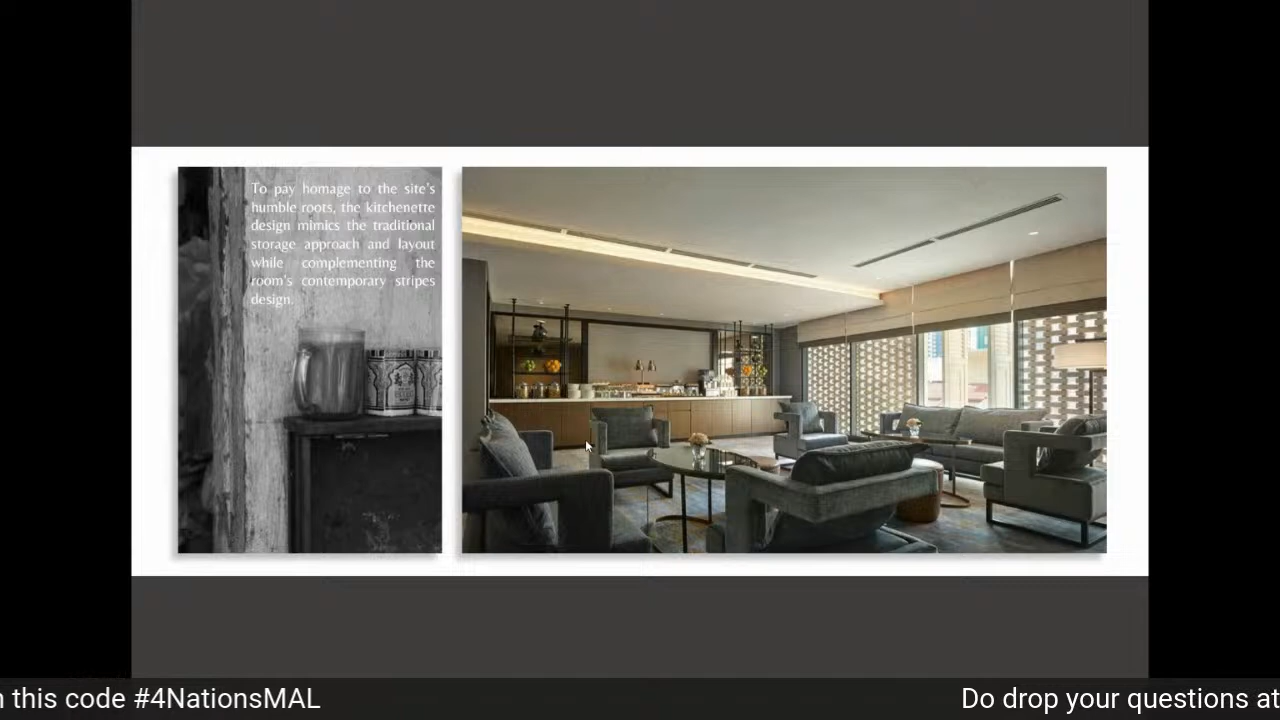 To pay homage to the site's
humble roots, the kitchenette
design mimics the traditional
storage approach and layout
while complementing the
room's contemporary stripes
design.
this code #4NationsMAL
Do drop your questions at